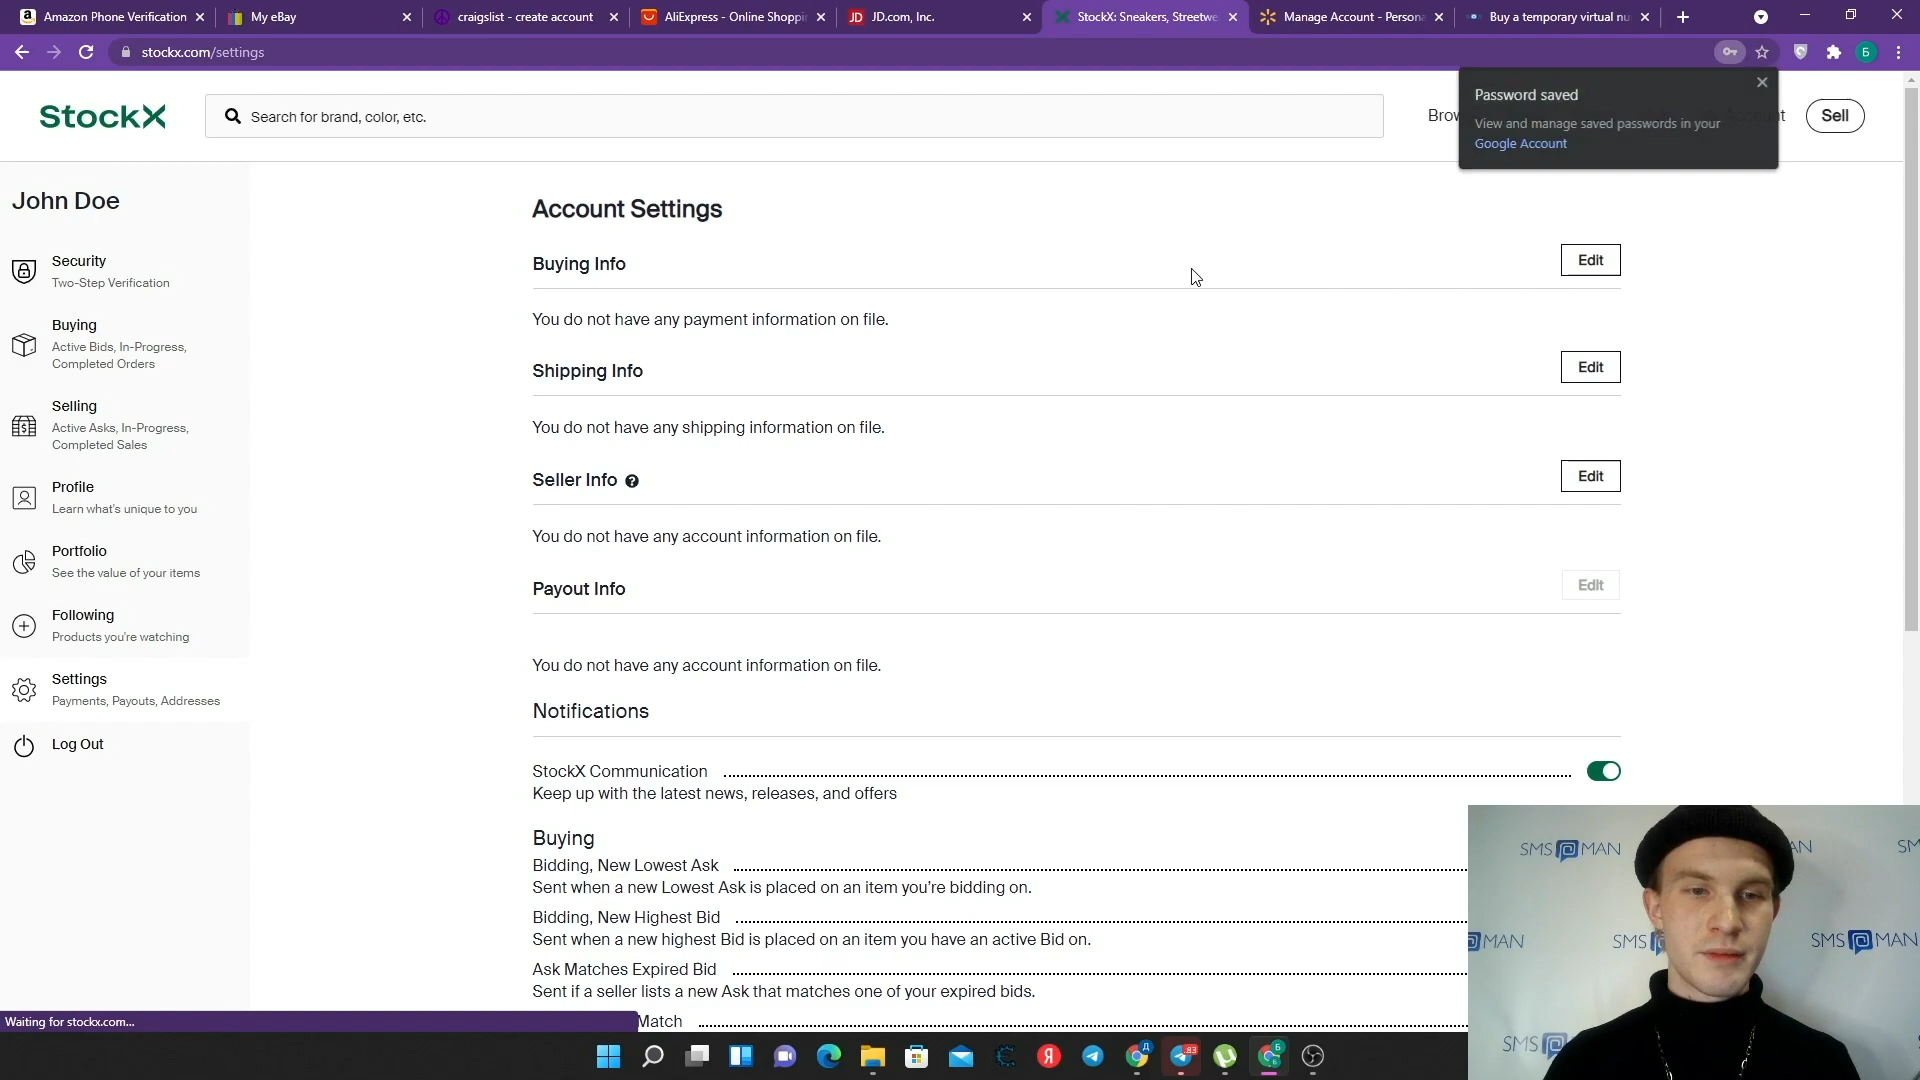 Amazon Phone Verification
My eBay
craigslist - create account
AliExpress - Online Shoppi
JD JD.com, Inc.
StockX: Sneakers, Streetwe
Manage Account - Persona
Buy a temporary virtual nu
stockx.com/settings
Б
Password saved
View and manage saved passwords in your
Google Account
StockX
Search for brand, color, etc.
Sell
John Doe
Security
Two-Step Verification
Buying
Active Bids, In-Progress,
Completed Orders
Selling
Active Asks, In-Progress,
Completed Sales
Profile
Learn what's unique to you
Portfolio
See the value of your items
Following
Products you're watching
Settings
Payments, Payouts, Addresses
Log Out
Account Settings
Buying Info
Edit
You do not have any payment information on file.
Shipping Info
Edit
You do not have any shipping information on file.
Seller Info ?
Edit
You do not have any account information on file.
Payout Info
Edit
You do not have any account information on file.
Notifications
StockX Communication
Keep up with the latest news, releases, and offers
Buying
Bidding, New Lowest Ask
Sent when a new Lowest Ask is placed on an item you're bidding on.
Bidding, New Highest Bid
Sent when a new highest Bid is placed on an item you have an active Bid on.
Ask Matches Expired Bid
Sent if a seller lists a new Ask that matches one of your expired bids.
Match
Waiting for stockx.com...
SMS MAN
AN
SM
MAN
SMS
SMS MAN
SMS
Я
Д
83
Б